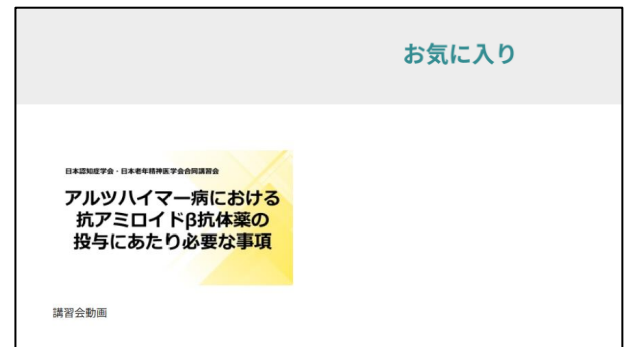 お気に入り
日本認知症学会・日本老年精神医学会合同講習会
アルツハイマー病における
抗アミロイドβ抗体薬の
投与にあたり必要な事項
講習会動画